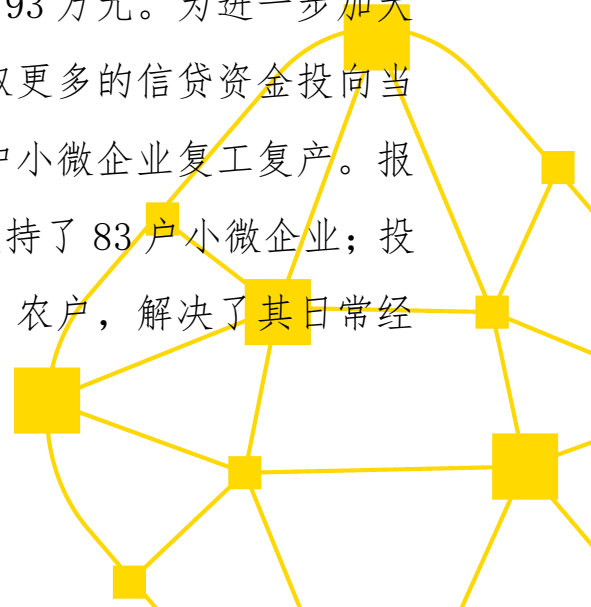 93 万元。为进一步加大
取更多的信贷资金投向当
户小微企业复工复产。报
持了 83 户小微企业；投
农户，解决了其日常经